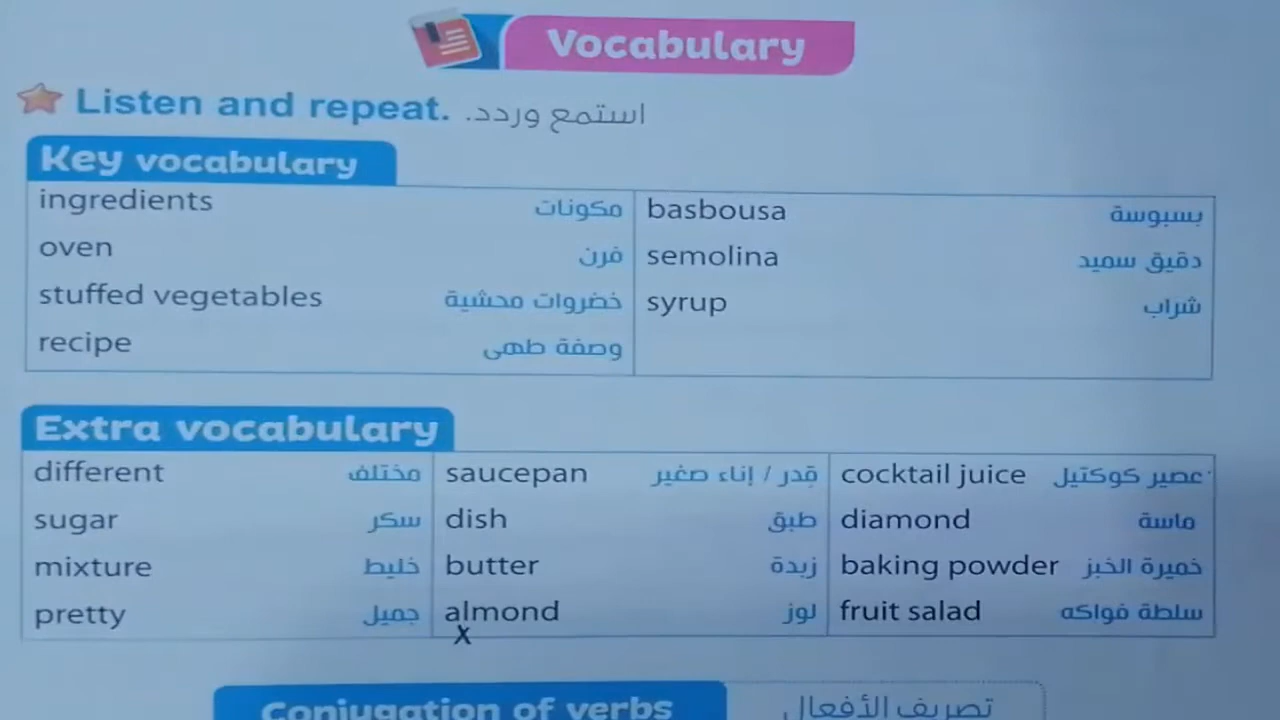 Vocabulary
Listen and repeat. استمع وردد.
Key vocabulary
ingredients مكونات
oven فرن
stuffed vegetables خضروات محشية
recipe وصفة طهى
basbousa بسبوسة
semolina دقيق سميد
syrup شراب
Extra vocabulary
different مختلف
sugar سكر
mixture خليط
pretty جميل
saucepan قِدر / إناء صغير
dish طبق
butter زبدة
almond لوز
x
cocktail juice عصير كوكتيل
diamond ماسة
baking powder خميرة الخبز
fruit salad سلطة فواكه
Conjugation of verbs تصريف الأفعال